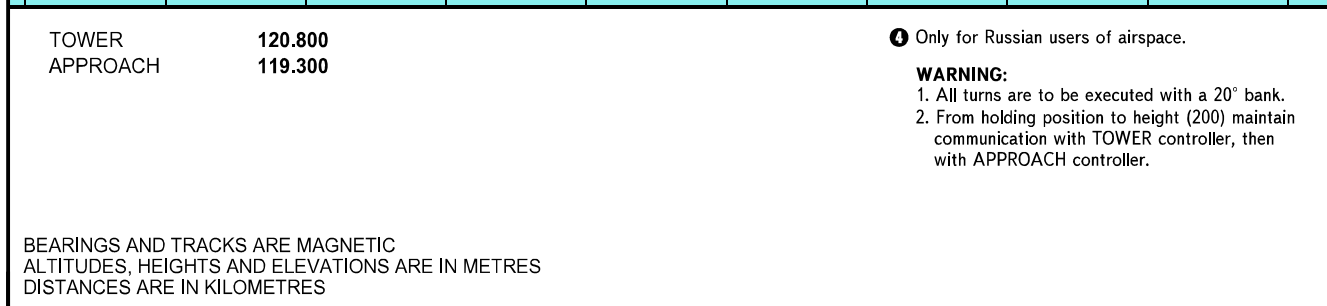 TOWER 120.800
APPROACH 119.300
❹ Only for Russian users of airspace.
WARNING:
1. All turns are to be executed with a 20° bank.
2. From holding position to height (200) maintain
communication with TOWER controller, then
with APPROACH controller.
BEARINGS AND TRACKS ARE MAGNETIC
ALTITUDES, HEIGHTS AND ELEVATIONS ARE IN METRES
DISTANCES ARE IN KILOMETRES